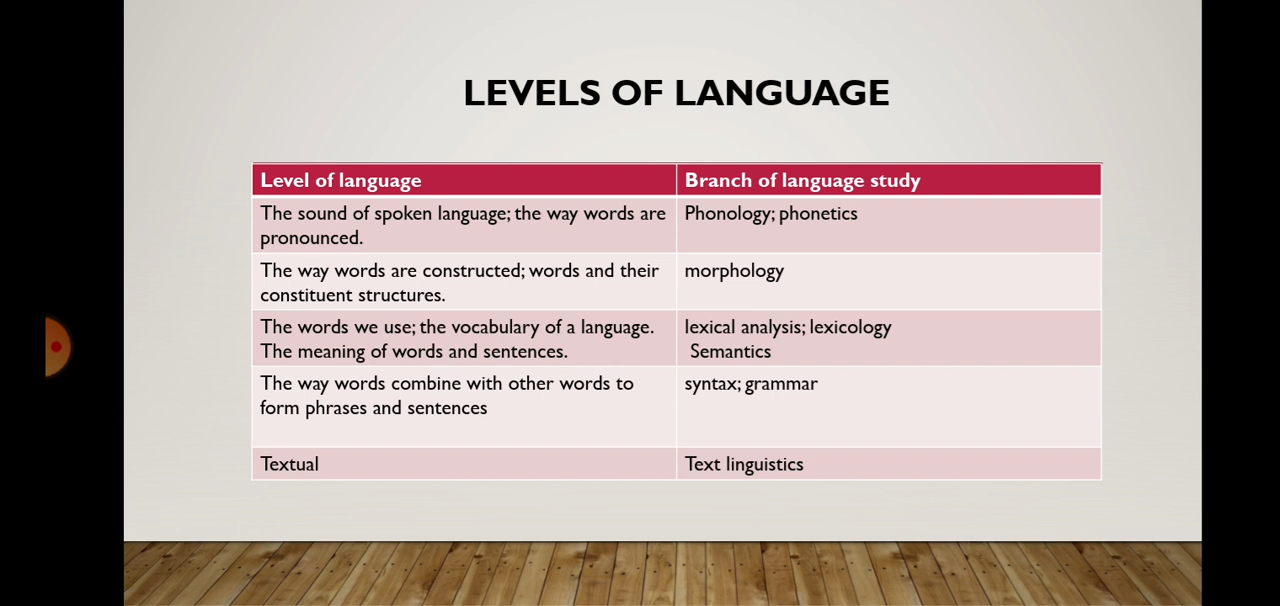 LEVELS OF LANGUAGE
Level of language
Branch of language study
The sound of spoken language; the way words are
pronounced.
Phonology; phonetics
The way words are constructed; words and their
constituent structures.
morphology
The words we use; the vocabulary of a language.
The meaning of words and sentences.
lexical analysis; lexicology
Semantics
The way words combine with other words to
form phrases and sentences
syntax; grammar
Textual
Text linguistics